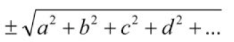 ±√a² + b² + c² + d² + ...